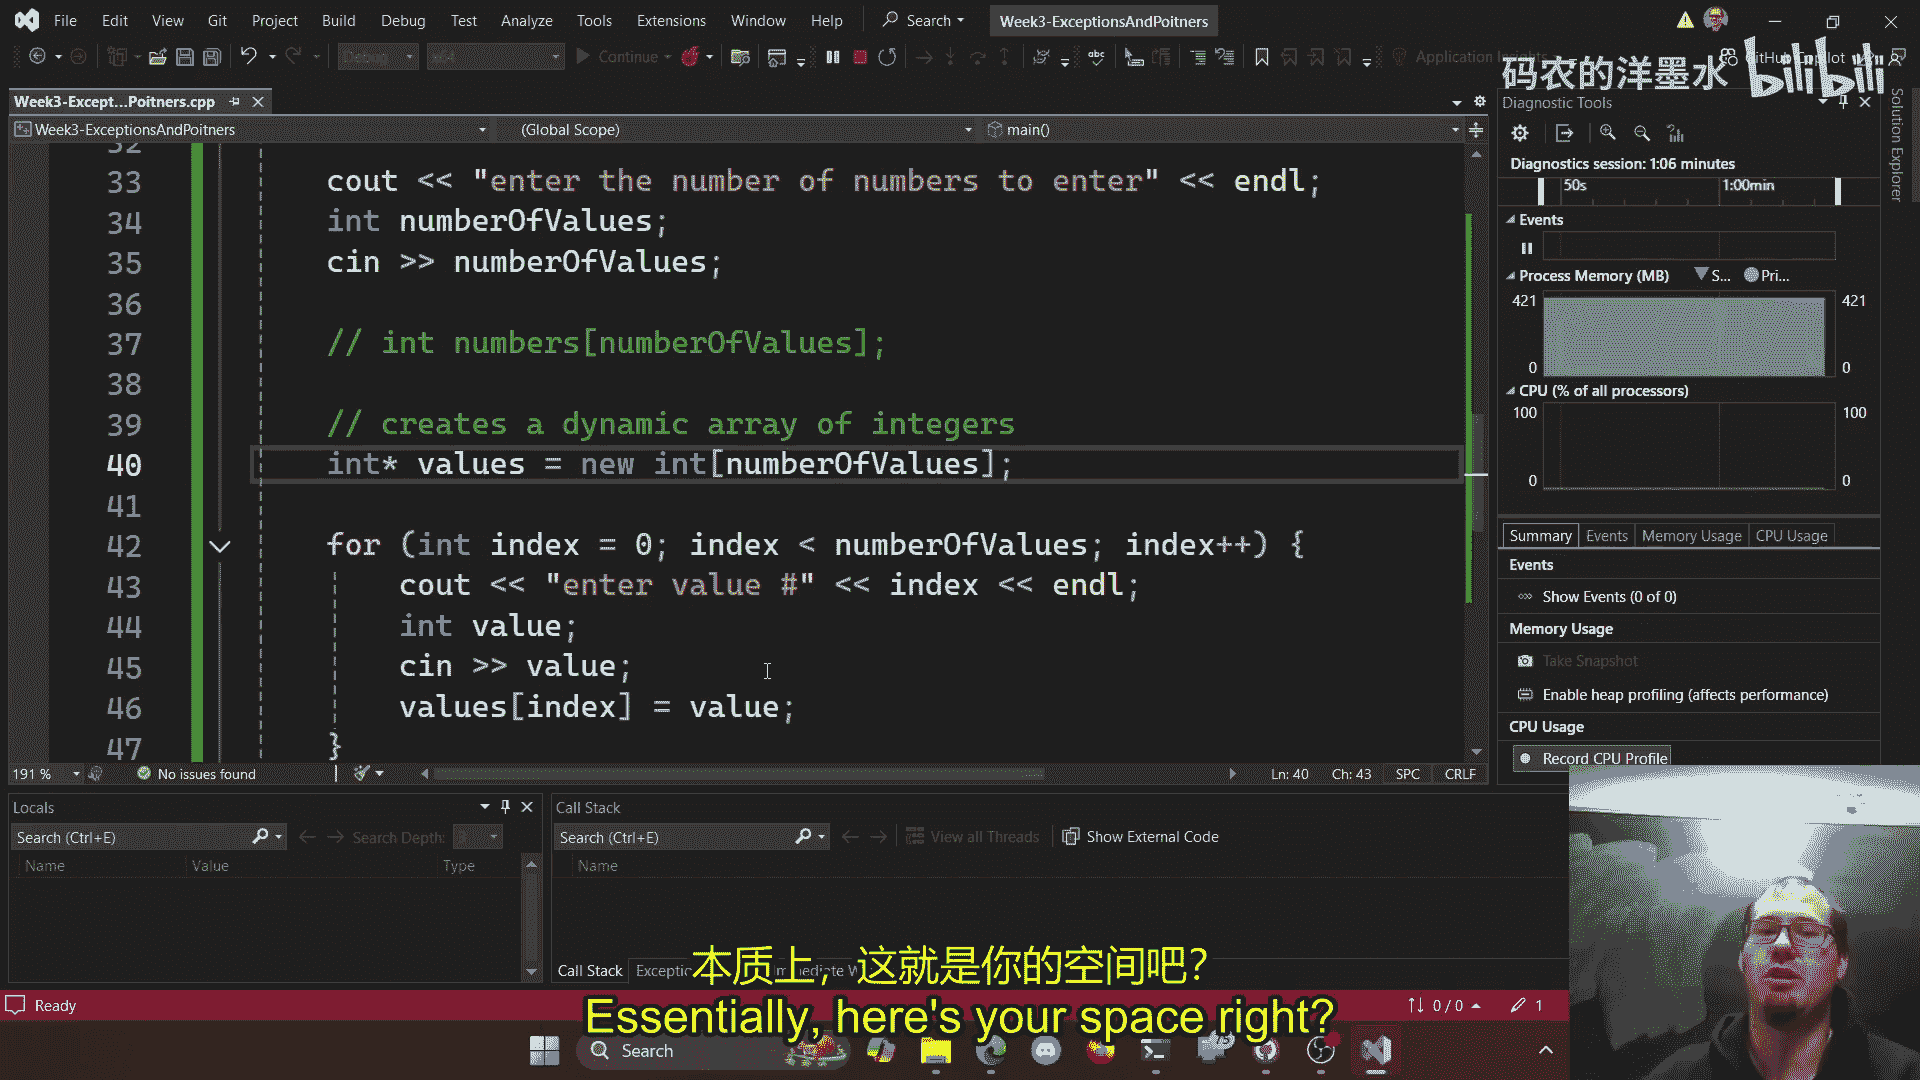 File Edit View Git Project Build Debug Test Analyze Tools Extensions Window Help Search Week3-ExceptionsAndPoitners
Debug x64 Continue Application Insights
码农的洋墨水 bilibili
Week3-Except...Poitners.cpp
Diagnostic Tools
Week3-ExceptionsAndPoitners (Global Scope) main()
Solution Explorer
Diagnostics session: 1:06 minutes
50s 1:00min
32
33 cout << "enter the number of numbers to enter" << endl;
34 int numberOfValues;
35 cin >> numberOfValues;
36
37 // int numbers[numberOfValues];
38
39 // creates a dynamic array of integers
40 int* values = new int[numberOfValues];
41
42 for (int index = 0; index < numberOfValues; index++) {
43 cout << "enter value #" << index << endl;
44 int value;
45 cin >> value;
46 values[index] = value;
47 }
Events
Process Memory (MB) S... Pri...
421 421
0 0
CPU (% of all processors)
100 100
0 0
Summary Events Memory Usage CPU Usage
Events
Show Events (0 of 0)
Memory Usage
Take Snapshot
Enable heap profiling (affects performance)
CPU Usage
Record CPU Profile
191 % No issues found Ln: 40 Ch: 43 SPC CRLF
Locals
Search (Ctrl+E) Search Depth: 3
Name Value Type
Call Stack
Search (Ctrl+E) View all Threads Show External Code
Name
Call Stack
本质上，这就是你的空间吧？
Essentially, here's your space right?
Ready 0 / 0 1
Search